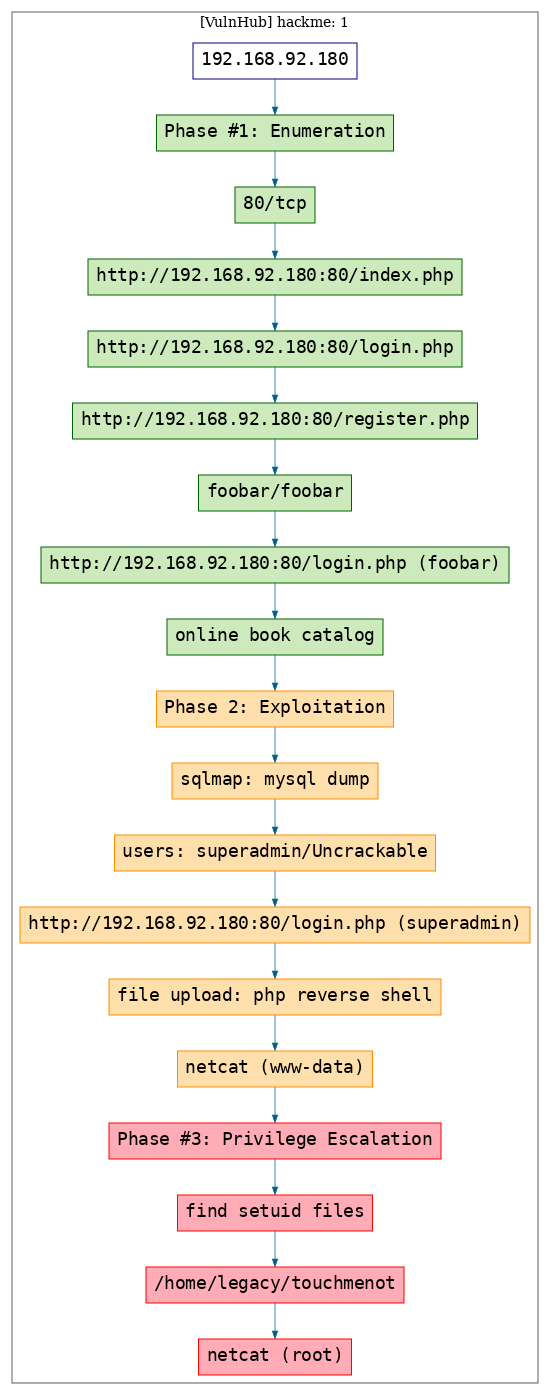 [VulnHub] hackme: 1
192.168.92.180
Phase #1: Enumeration
80/tcp
http://192.168.92.180:80/index.php
http://192.168.92.180:80/login.php
http://192.168.92.180:80/register.php
foobar/foobar
http://192.168.92.180:80/login.php (foobar)
online book catalog
Phase 2: Exploitation
sqlmap: mysql dump
users: superadmin/Uncrackable
http://192.168.92.180:80/login.php (superadmin)
file upload: php reverse shell
netcat (www-data)
Phase #3: Privilege Escalation
find setuid files
/home/legacy/touchmenot
netcat (root)